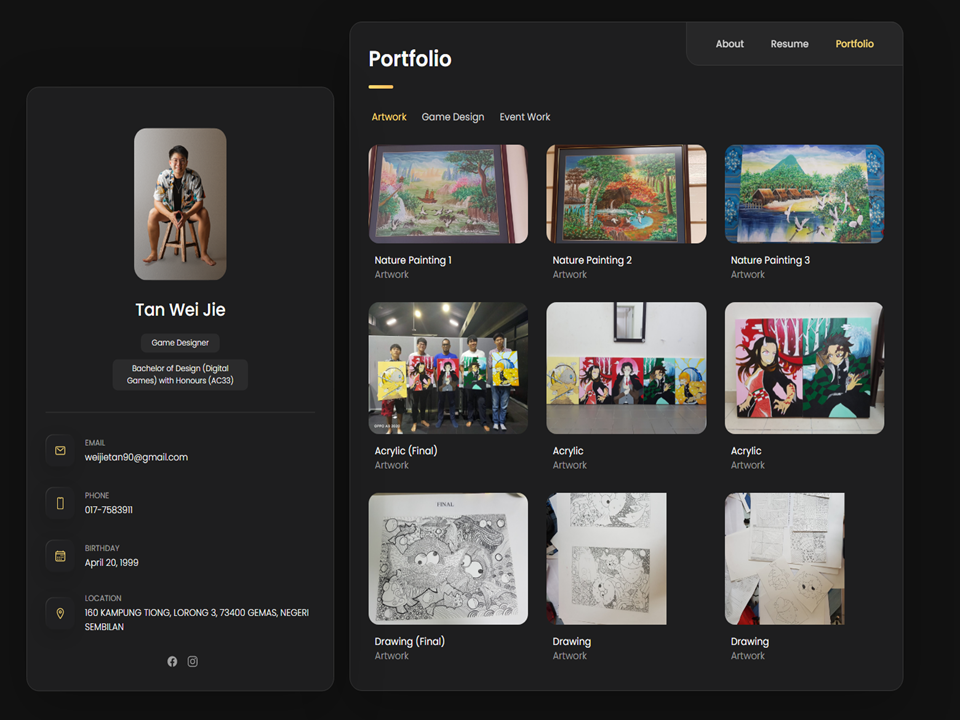 Tan Wei Jie
Game Designer
Bachelor of Design (Digital
Games) with Honours (AC33)
EMAIL
weijietan90@gmail.com
PHONE
017-7583911
BIRTHDAY
April 20, 1999
LOCATION
160 KAMPUNG TIONG, LORONG 3, 73400 GEMAS, NEGERI
SEMBILAN
About Resume Portfolio
Portfolio
Artwork Game Design Event Work
Nature Painting 1
Artwork
Nature Painting 2
Artwork
Nature Painting 3
Artwork
Acrylic (Final)
Artwork
Acrylic
Artwork
Acrylic
Artwork
FINAL
Drawing (Final)
Artwork
Drawing
Artwork
Drawing
Artwork